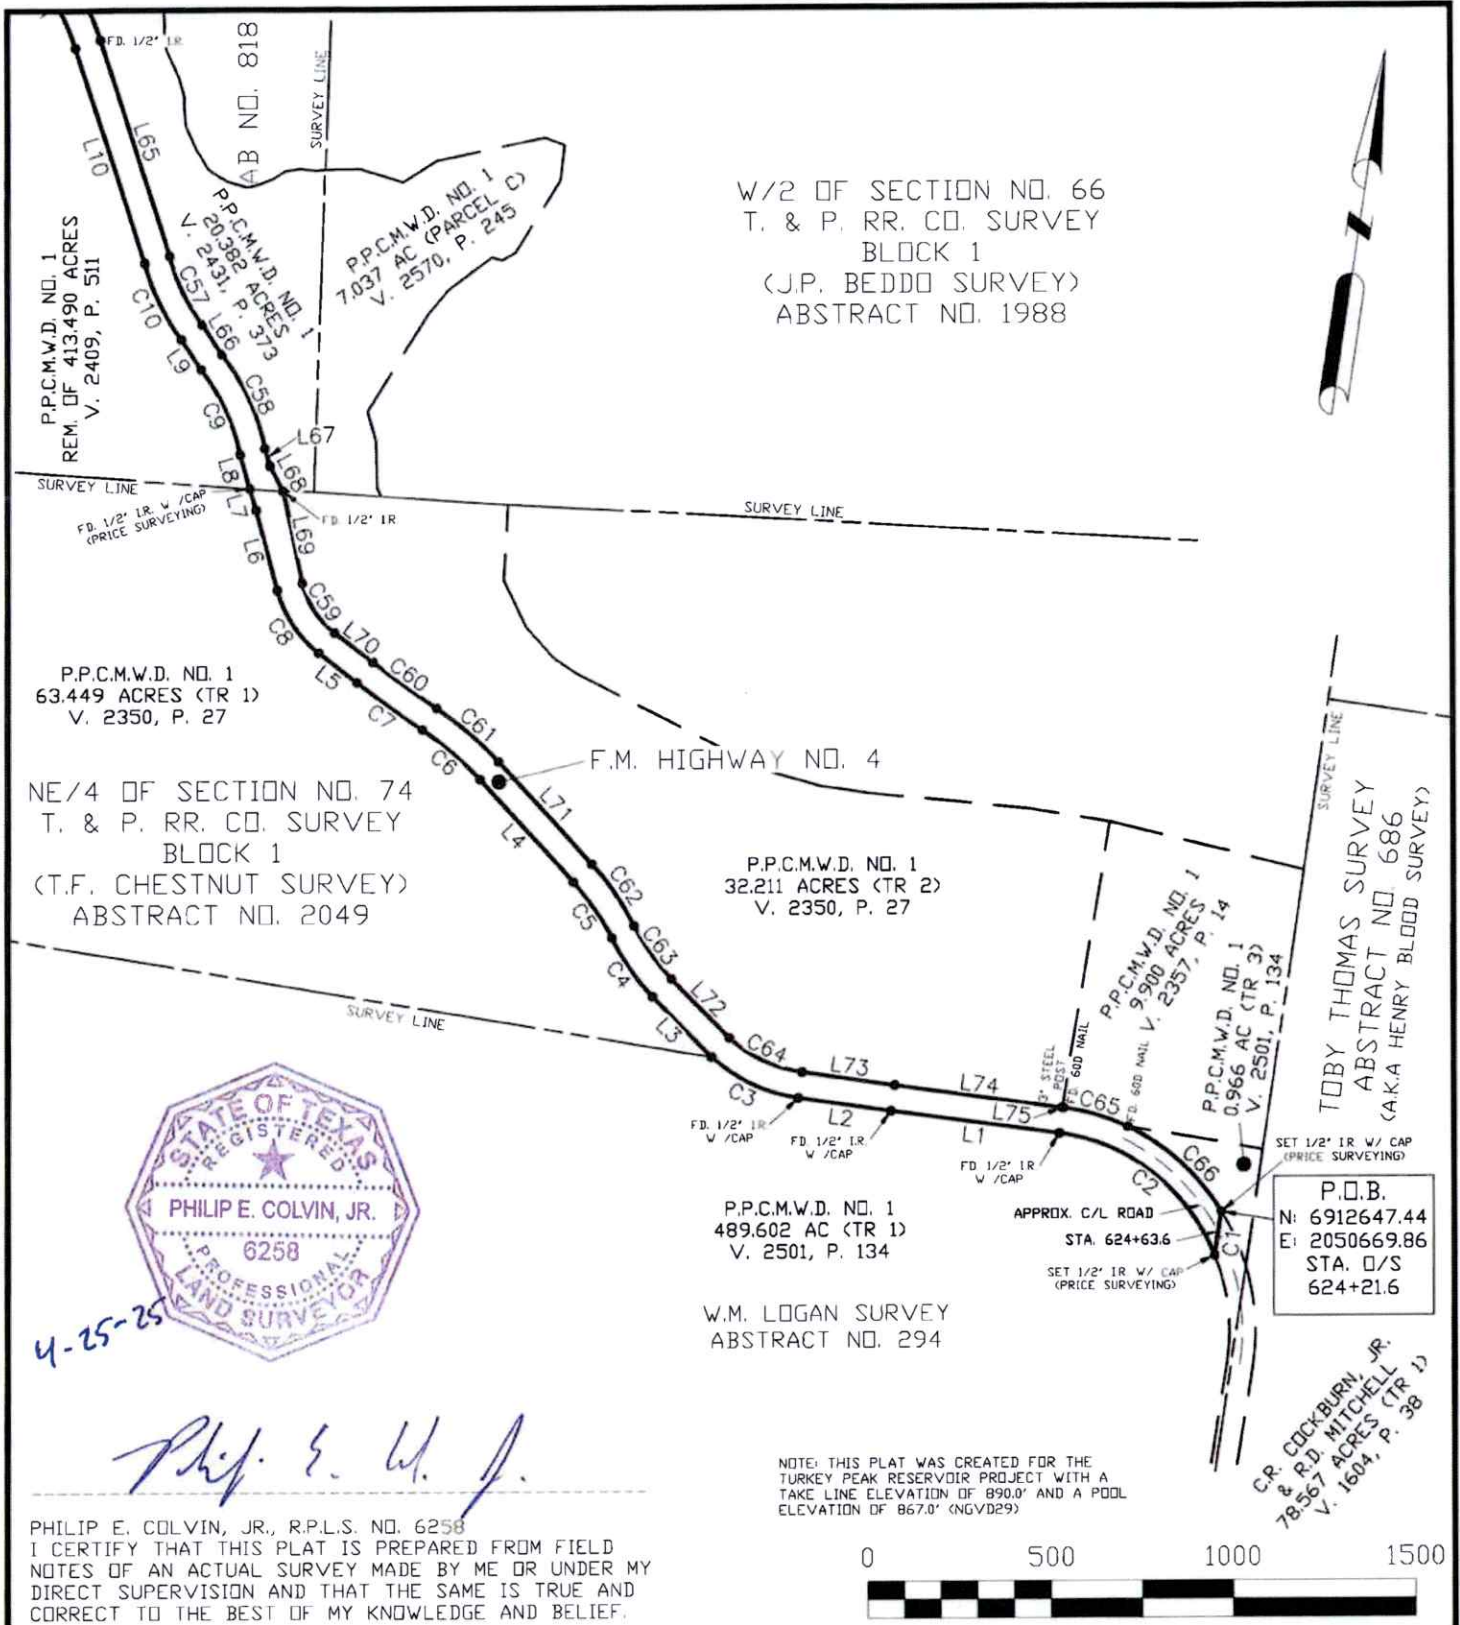 FD. 1/2" I.R.
AB NO. 818
SURVEY LINE
L10
L65
P.P.C.M.W.D. NO. 1
REM. OF 413.490 ACRES
V. 2409, P. 511
P.P.C.M.W.D. NO. 1
20.382 ACRES
V. 2431, P. 373
P.P.C.M.W.D. NO. 1
7.037 AC (PARCEL C)
V. 2570, P. 245
W/2 OF SECTION NO. 66
T. & P. RR. CO. SURVEY
BLOCK 1
(J.P. BEDDO SURVEY)
ABSTRACT NO. 1988
C57
C10
L66
L9
C58
C9
L67
L8
L68
SURVEY LINE
FD. 1/2" I.R. W /CAP
(PRICE SURVEYING)
L7
FD 1/2" IR
SURVEY LINE
L6
L69
C59
C8
L70
L5
C60
C7
C61
C6
P.P.C.M.W.D. NO. 1
63.449 ACRES (TR 1)
V. 2350, P. 27
F.M. HIGHWAY NO. 4
NE/4 OF SECTION NO. 74
T. & P. RR. CO. SURVEY
BLOCK 1
(T.F. CHESTNUT SURVEY)
ABSTRACT NO. 2049
L71
L4
C62
C5
C63
C4
L72
L3
C64
C3
P.P.C.M.W.D. NO. 1
32.211 ACRES (TR 2)
V. 2350, P. 27
SURVEY LINE
SURVEY LINE
TOBY THOMAS SURVEY
ABSTRACT NO. 686
(A.K.A HENRY BLOOD SURVEY)
P.P.C.M.W.D. NO. 1
9.900 ACRES
V. 2357, P. 14
P.P.C.M.W.D. NO. 1
0.966 AC (TR 3)
V. 2501, P. 134
3" STEEL
POST
FD. 60D NAIL
FD. 60D NAIL
L73
L74
L75
C65
C66
L2
L1
C2
C1
FD. 1/2" I.R.
W /CAP
FD. 1/2" I.R.
W /CAP
FD. 1/2" IR
W /CAP
SET 1/2" IR W/ CAP
(PRICE SURVEYING)
P.O.B.
N: 6912647.44
E: 2050669.86
STA. O/S
624+21.6
APPROX. C/L ROAD
STA. 624+63.6
SET 1/2" IR W/ CAP
(PRICE SURVEYING)
P.P.C.M.W.D. NO. 1
489.602 AC (TR 1)
V. 2501, P. 134
W.M. LOGAN SURVEY
ABSTRACT NO. 294
C.R. COCKBURN, JR.
& R.D. MITCHELL
78.567 ACRES (TR 1)
V. 1604, P. 38
STATE OF TEXAS
REGISTERED
PHILIP E. COLVIN, JR.
6258
PROFESSIONAL
LAND SURVEYOR
4-25-25
PHILIP E. COLVIN, JR., R.P.L.S. NO. 6258
I CERTIFY THAT THIS PLAT IS PREPARED FROM FIELD
NOTES OF AN ACTUAL SURVEY MADE BY ME OR UNDER MY
DIRECT SUPERVISION AND THAT THE SAME IS TRUE AND
CORRECT TO THE BEST OF MY KNOWLEDGE AND BELIEF.
NOTE: THIS PLAT WAS CREATED FOR THE
TURKEY PEAK RESERVOIR PROJECT WITH A
TAKE LINE ELEVATION OF 890.0' AND A POOL
ELEVATION OF 867.0' (NGVD29)
0 500 1000 1500